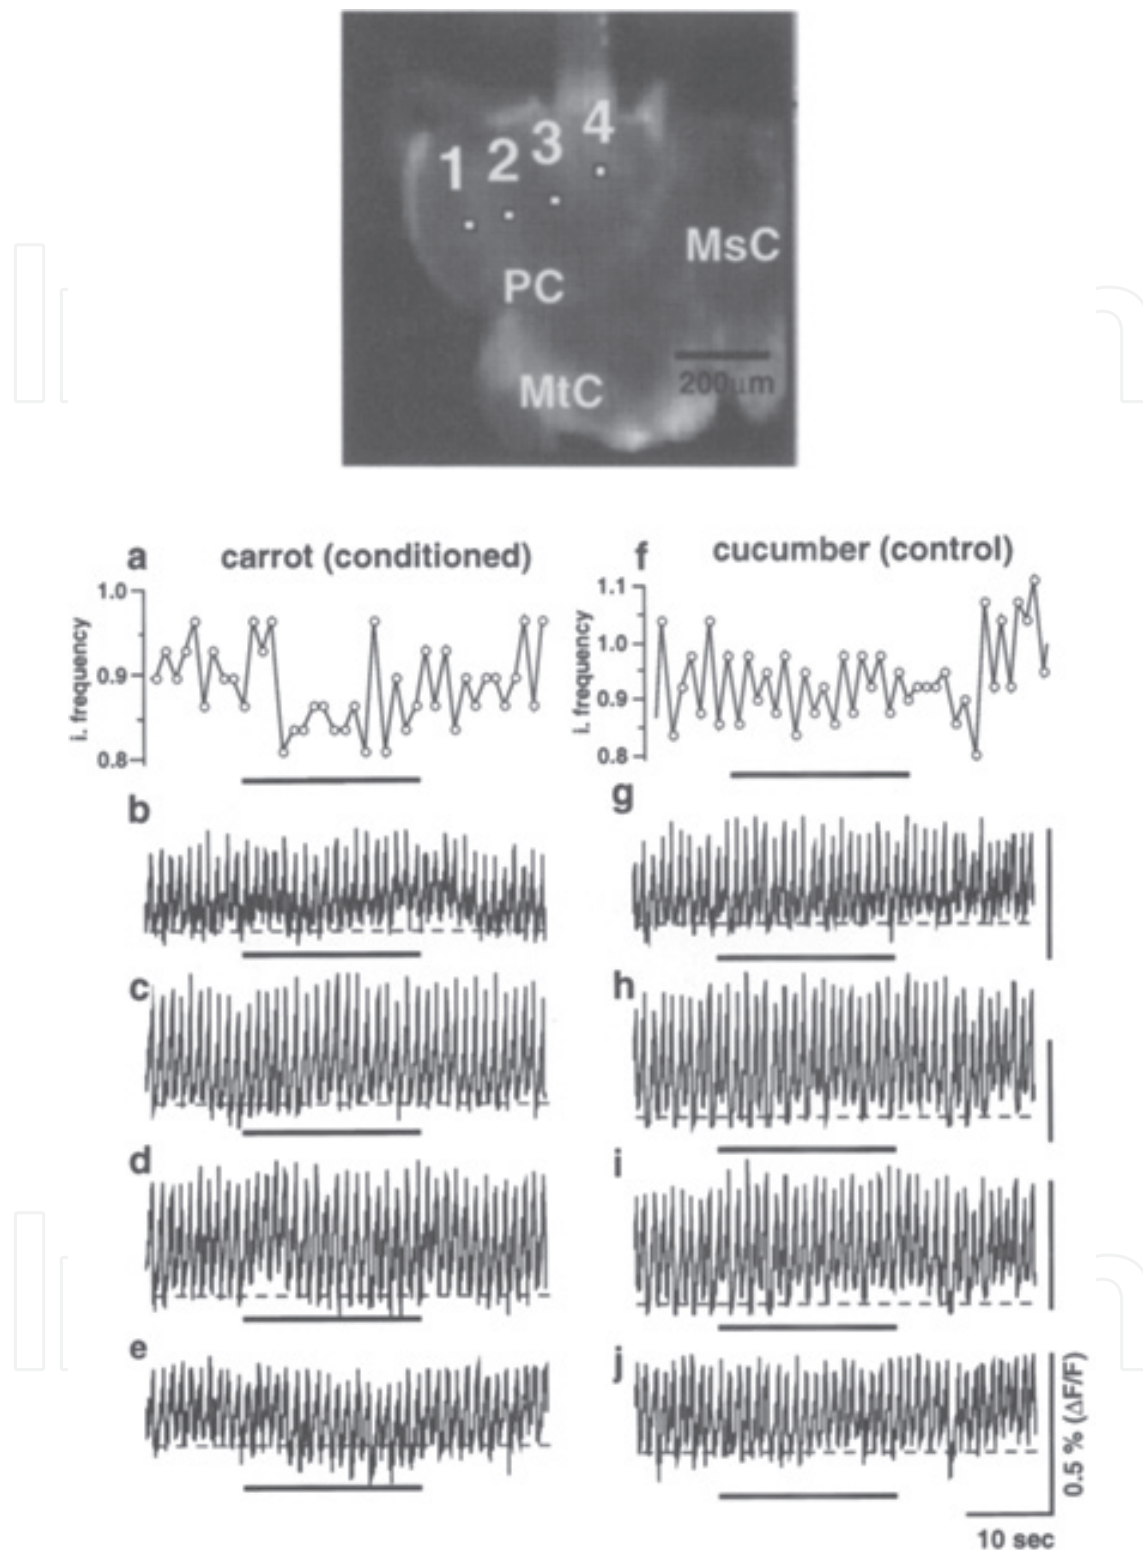 1 2 3 4
MsC
PC
200μm
MtC
a carrot (conditioned)
1.0
0.9
0.8
i. frequency
f cucumber (control)
1.1
1.0
0.9
0.8
i. frequency
b
g
c
h
d
i
e
j
0.5 % (ΔF/F)
10 sec